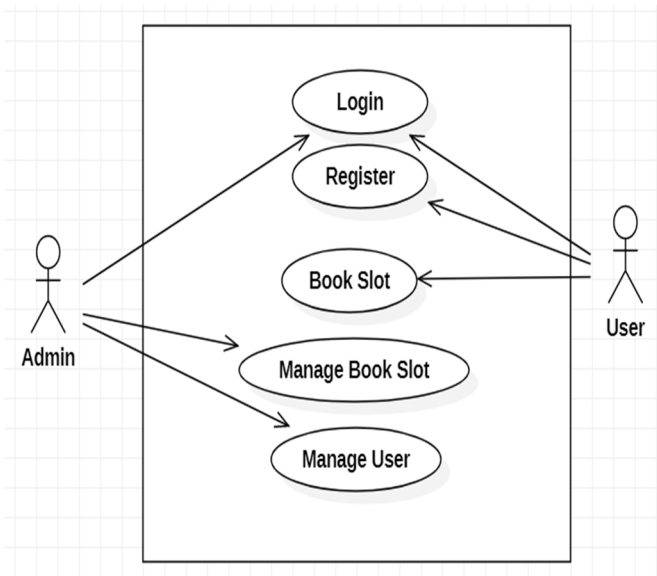 Login
Register
Book Slot
User
Admin
Manage Book Slot
Manage User